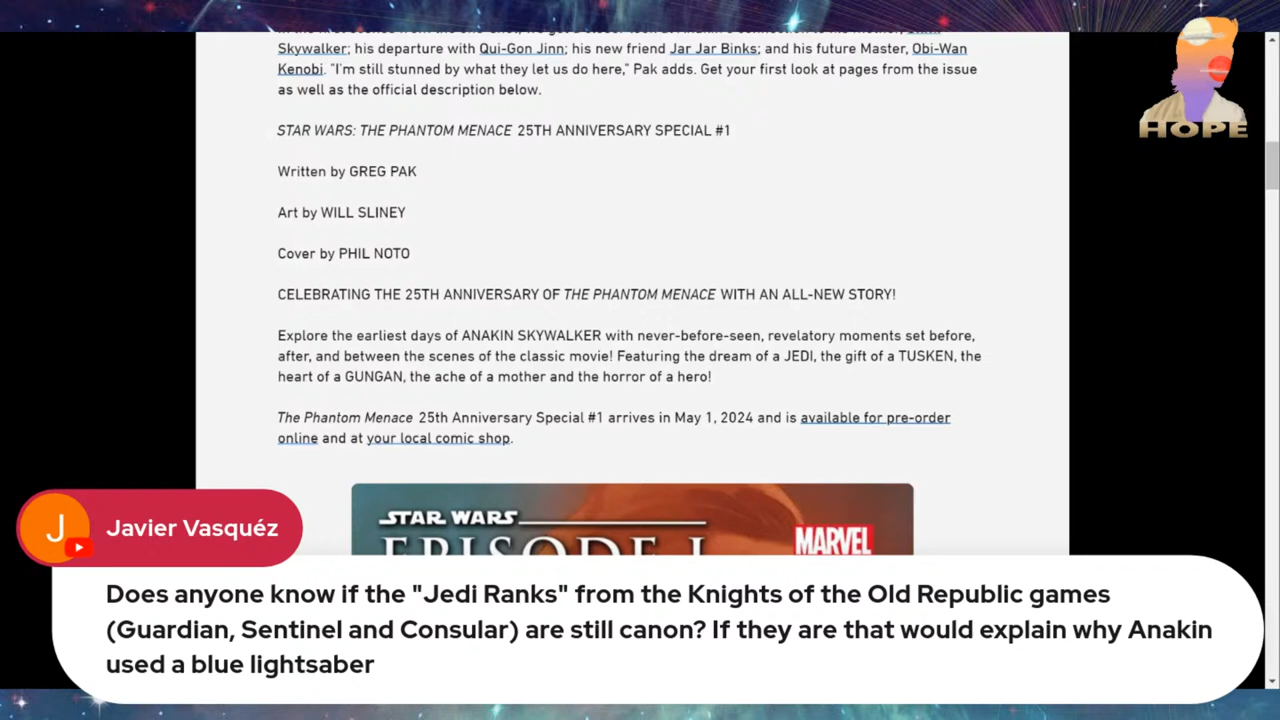 Skywalker; his departure with Qui-Gon Jinn; his new friend Jar Jar Binks; and his future Master, Obi-Wan
Kenobi. "I'm still stunned by what they let us do here," Pak adds. Get your first look at pages from the issue
as well as the official description below.
HOPE
STAR WARS: THE PHANTOM MENACE 25TH ANNIVERSARY SPECIAL #1
Written by GREG PAK
Art by WILL SLINEY
Cover by PHIL NOTO
CELEBRATING THE 25TH ANNIVERSARY OF THE PHANTOM MENACE WITH AN ALL-NEW STORY!
Explore the earliest days of ANAKIN SKYWALKER with never-before-seen, revelatory moments set before,
after, and between the scenes of the classic movie! Featuring the dream of a JEDI, the gift of a TUSKEN, the
heart of a GUNGAN, the ache of a mother and the horror of a hero!
The Phantom Menace 25th Anniversary Special #1 arrives in May 1, 2024 and is available for pre-order
online and at your local comic shop.
STAR WARS
EPISODE I
MARVEL
J
Javier Vasquéz
Does anyone know if the "Jedi Ranks" from the Knights of the Old Republic games
(Guardian, Sentinel and Consular) are still canon? If they are that would explain why Anakin
used a blue lightsaber